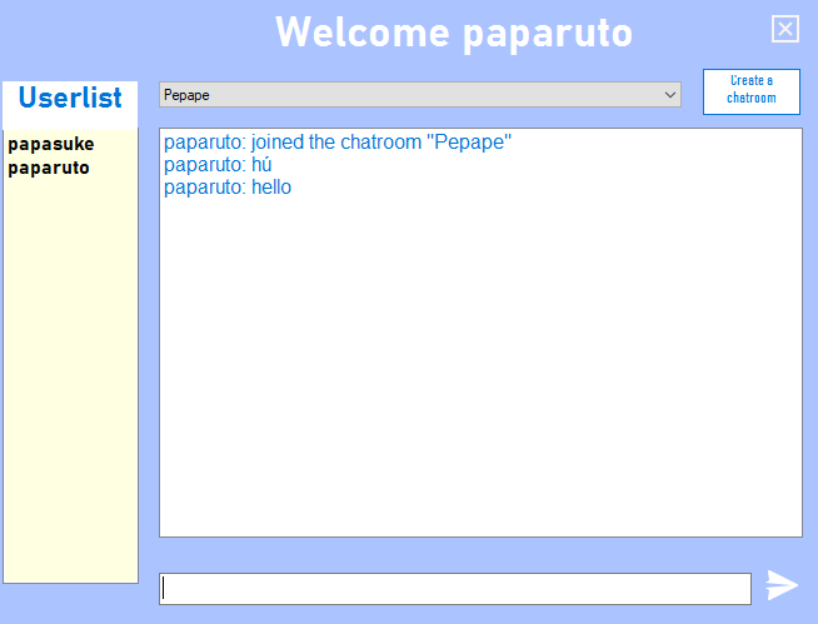 Welcome paparuto
Userlist
Pepape
Create a
chatroom
papasuke
paparuto
paparuto: joined the chatroom "Pepape"
paparuto: hú
paparuto: hello